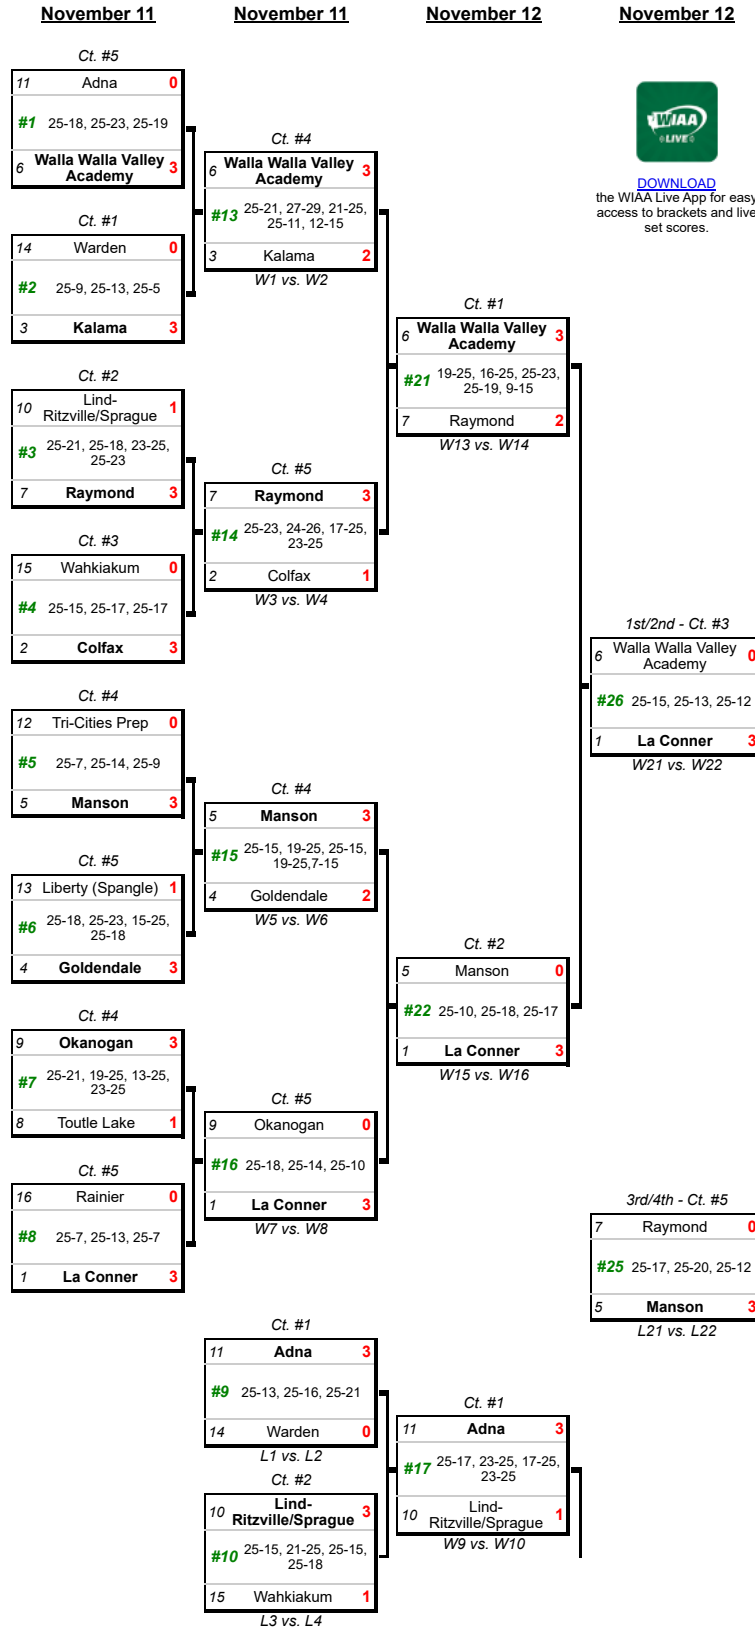 November 11
November 11
November 12
November 12
WIAA
LIVE
DOWNLOAD
the WIAA Live App for easy
access to brackets and live
set scores.
Ct. #5
11 Adna 0
#1 25-18, 25-23, 25-19
6 Walla Walla Valley Academy 3
Ct. #1
14 Warden 0
#2 25-9, 25-13, 25-5
3 Kalama 3
Ct. #2
10 Lind-
Ritzville/Sprague 1
#3 25-21, 25-18, 23-25,
25-23
7 Raymond 3
Ct. #3
15 Wahkiakum 0
#4 25-15, 25-17, 25-17
2 Colfax 3
Ct. #4
12 Tri-Cities Prep 0
#5 25-7, 25-14, 25-9
5 Manson 3
Ct. #5
13 Liberty (Spangle) 1
#6 25-18, 25-23, 15-25,
25-18
4 Goldendale 3
Ct. #4
9 Okanogan 3
#7 25-21, 19-25, 13-25,
23-25
8 Toutle Lake 1
Ct. #5
16 Rainier 0
#8 25-7, 25-13, 25-7
1 La Conner 3
Ct. #4
6 Walla Walla Valley
Academy 3
#13 25-21, 27-29, 21-25,
25-11, 12-15
3 Kalama 2
W1 vs. W2
Ct. #5
7 Raymond 3
#14 25-23, 24-26, 17-25,
23-25
2 Colfax 1
W3 vs. W4
Ct. #4
5 Manson 3
#15 25-15, 19-25, 25-15,
19-25,7-15
4 Goldendale 2
W5 vs. W6
Ct. #5
9 Okanogan 0
#16 25-18, 25-14, 25-10
1 La Conner 3
W7 vs. W8
Ct. #1
11 Adna 3
#9 25-13, 25-16, 25-21
14 Warden 0
L1 vs. L2
Ct. #2
10 Lind-
Ritzville/Sprague 3
#10 25-15, 21-25, 25-15,
25-18
15 Wahkiakum 1
L3 vs. L4
Ct. #1
6 Walla Walla Valley
Academy 3
#21 19-25, 16-25, 25-23,
25-19, 9-15
7 Raymond 2
W13 vs. W14
Ct. #2
5 Manson 0
#22 25-10, 25-18, 25-17
1 La Conner 3
W15 vs. W16
Ct. #1
11 Adna 3
#17 25-17, 23-25, 17-25,
23-25
10 Lind-
Ritzville/Sprague 1
W9 vs. W10
1st/2nd - Ct. #3
6 Walla Walla Valley
Academy 0
#26 25-15, 25-13, 25-12
1 La Conner 3
W21 vs. W22
3rd/4th - Ct. #5
7 Raymond 0
#25 25-17, 25-20, 25-12
5 Manson 3
L21 vs. L22